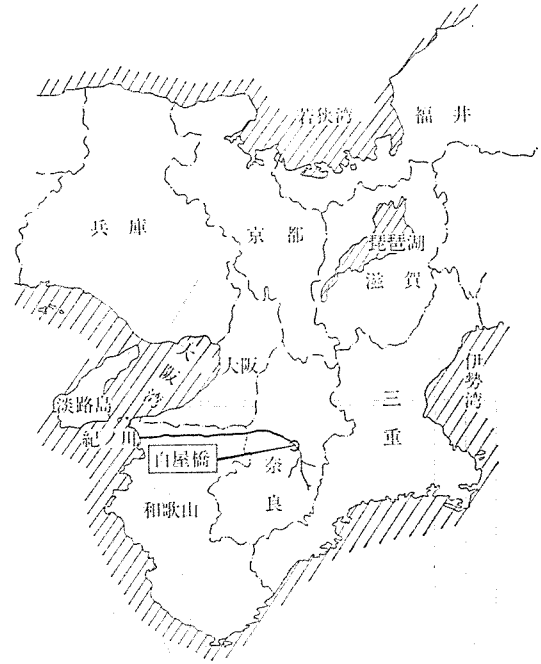 若狭湾
福井
兵庫
京都
琵琶湖
滋賀
大阪湾
大阪
伊勢湾
淡路島
三重
紀ノ川
白屋橋
奈良
和歌山